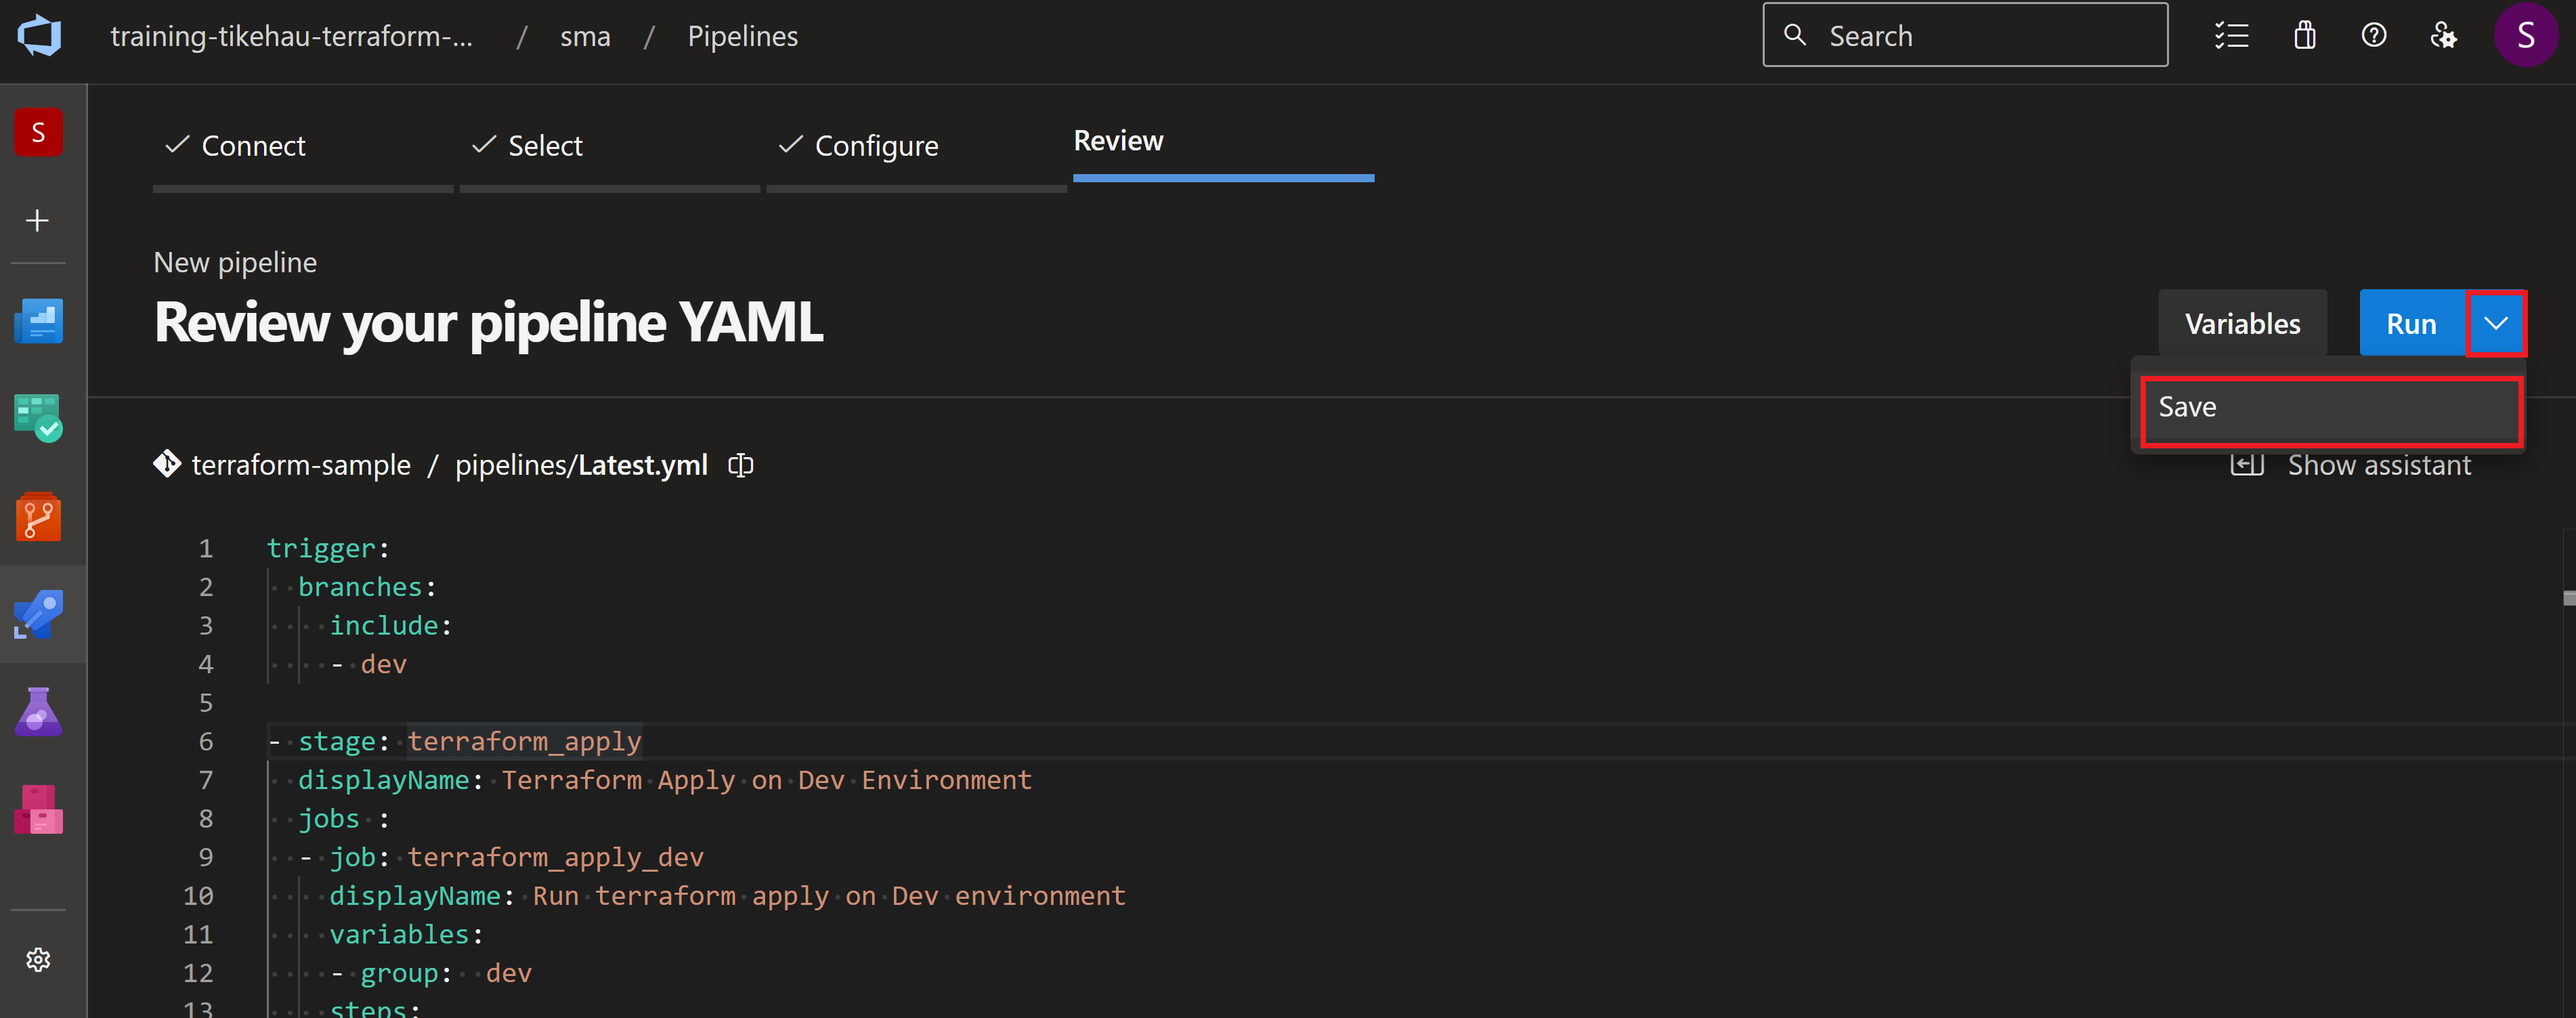 training-tikehau-terraform-... / sma / Pipelines
Search
S
S
Connect
Select
Configure
Review
New pipeline
Review your pipeline YAML
Variables
Run
Save
terraform-sample / pipelines/Latest.yml
Show assistant
1 trigger:
2 branches:
3 include:
4 - dev
5
6 - stage: terraform_apply
7 displayName: Terraform Apply on Dev Environment
8 jobs :
9 - job: terraform_apply_dev
10 displayName: Run terraform apply on Dev environment
11 variables:
12 - group:  dev
13 steps: